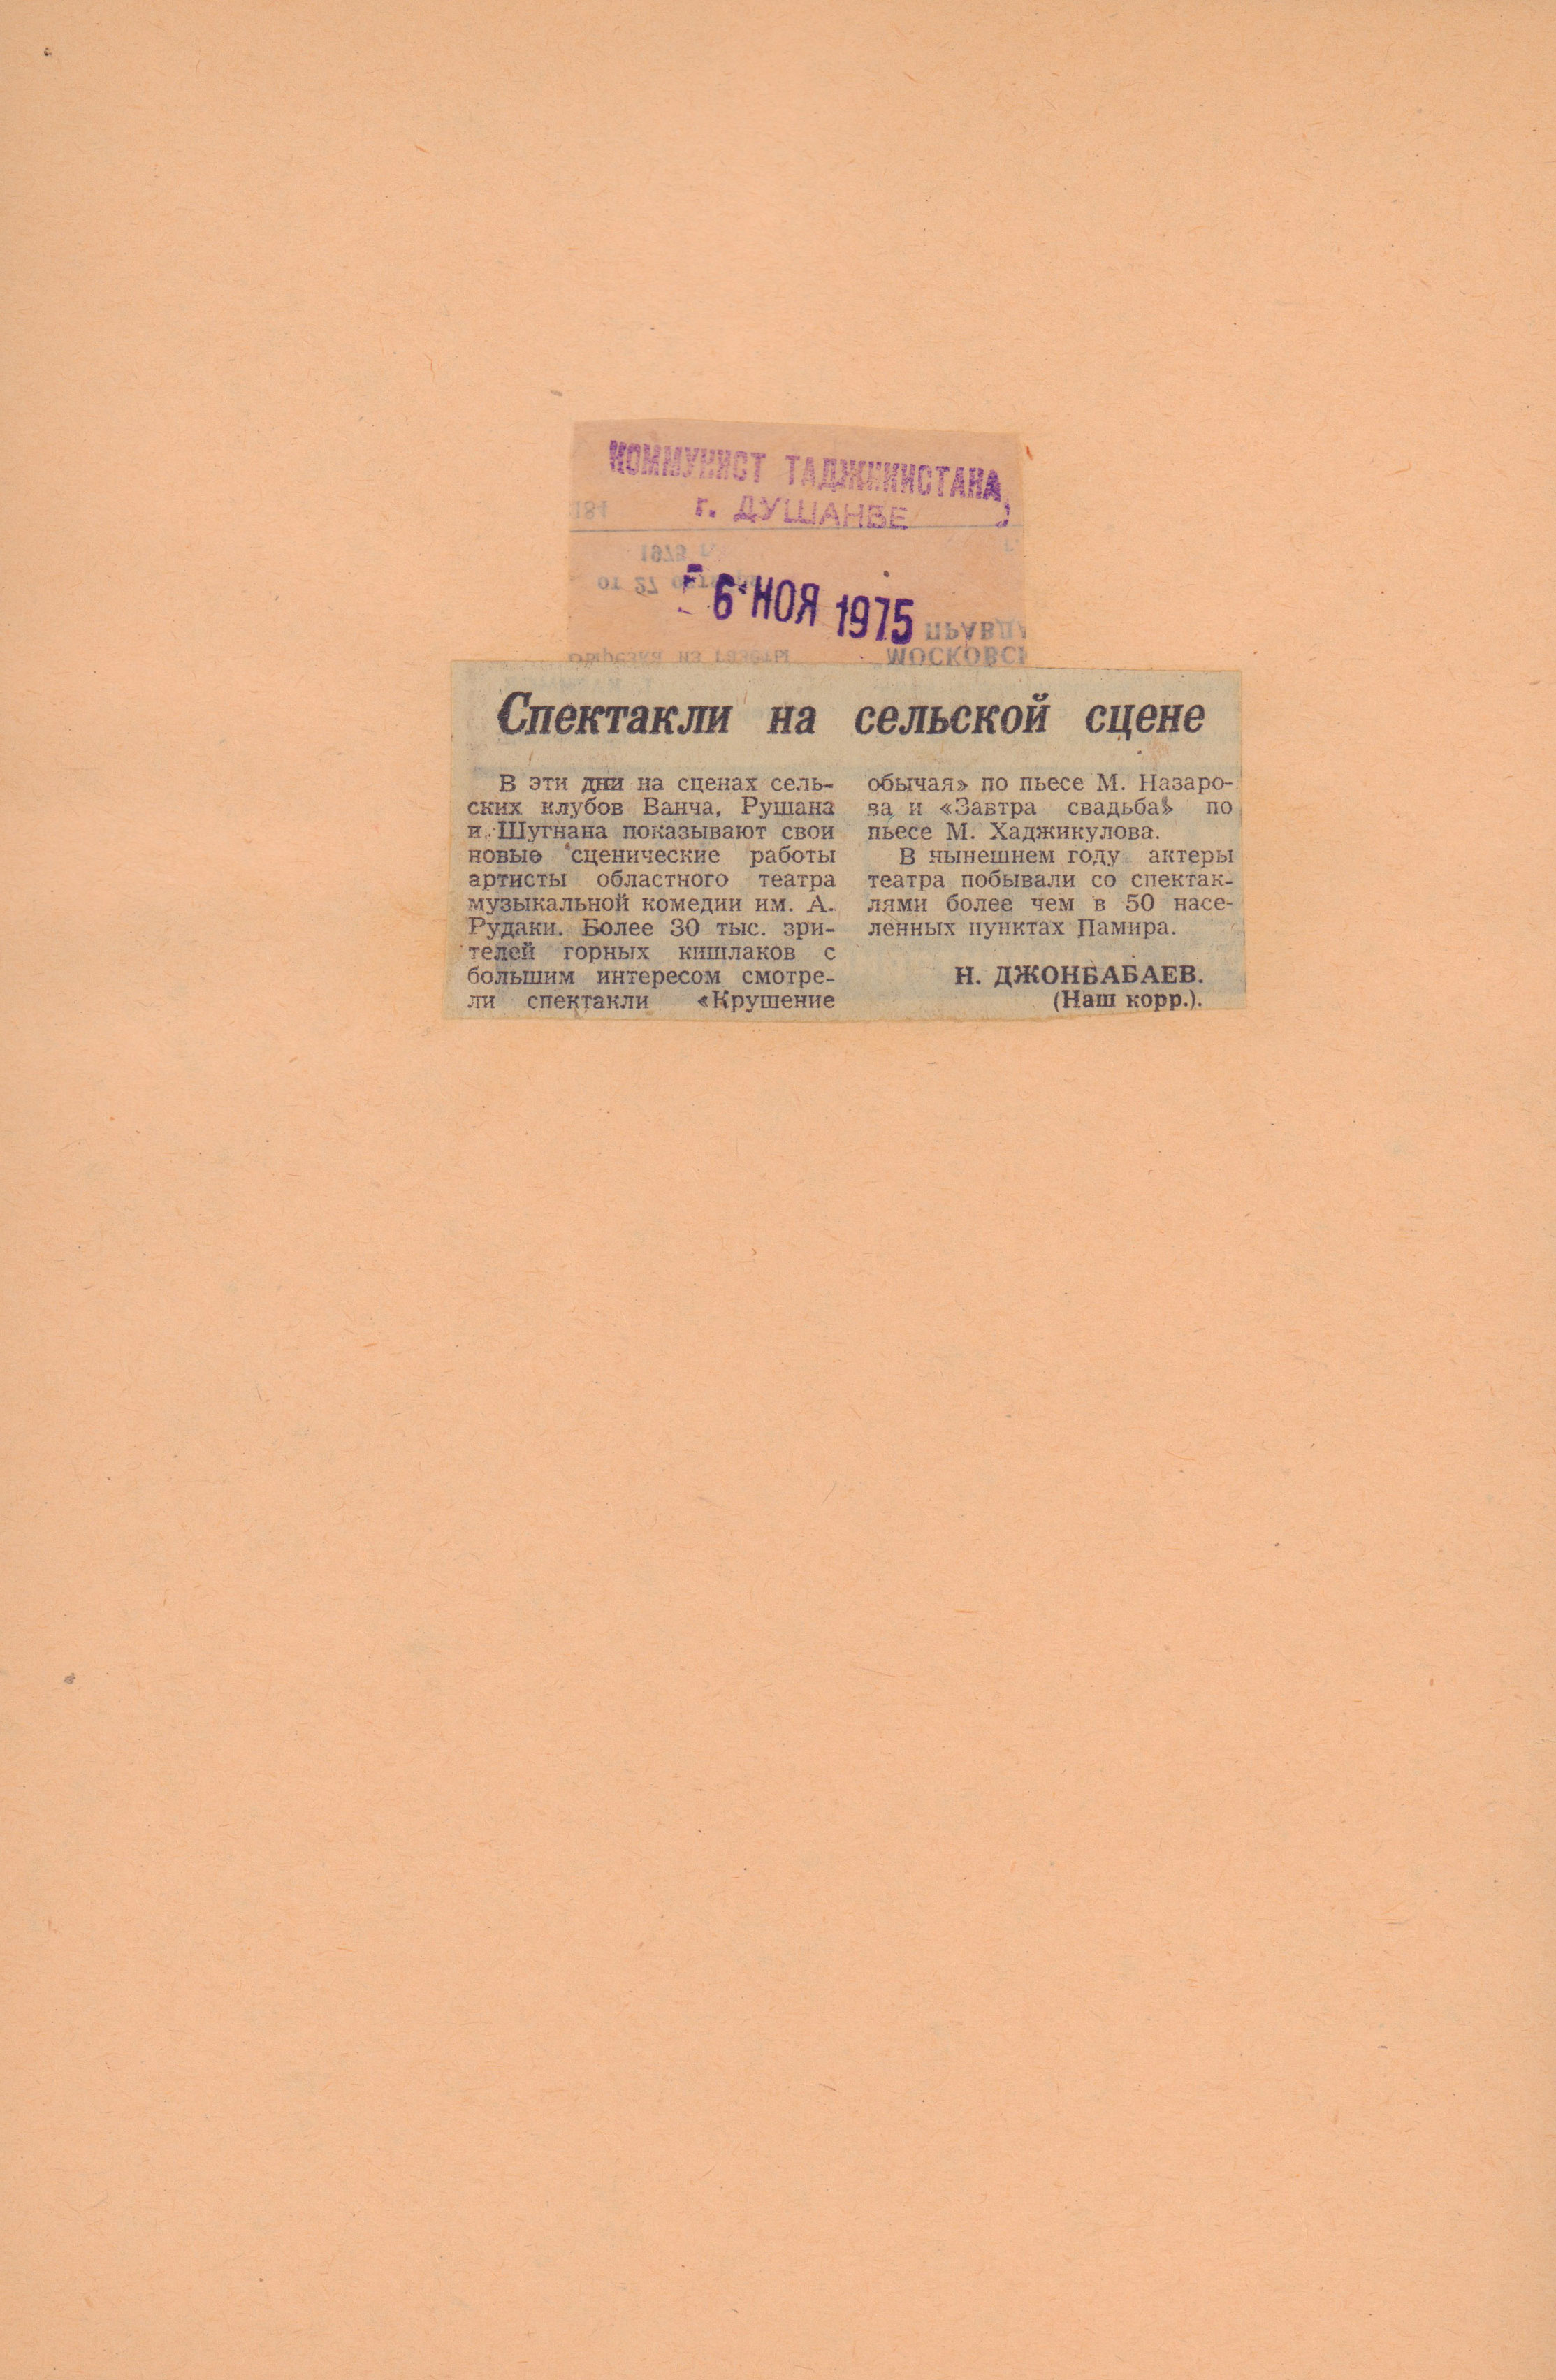 КОММУНИСТ ТАДЖИКИСТАНА
г. ДУШАНБЕ
6 НОЯ 1975
Спектакли на сельской сцене
В эти дни на сценах сель-
ских клубов Ванча, Рушана
и Шугнана показывают свои
новые сценические работы
артисты областного театра
музыкальной комедии им. А.
Рудаки. Более 30 тыс. зри-
телей горных кишлаков с
большим интересом смотре-
ли спектакли «Крушение
обычая» по пьесе М. Назаро-
ва и «Завтра свадьба» по
пьесе М. Хаджикулова.
В нынешнем году актеры
театра побывали со спектак-
лями более чем в 50 насе-
ленных пунктах Памира.
Н. ДЖОНБАБАЕВ.
(Наш корр.).